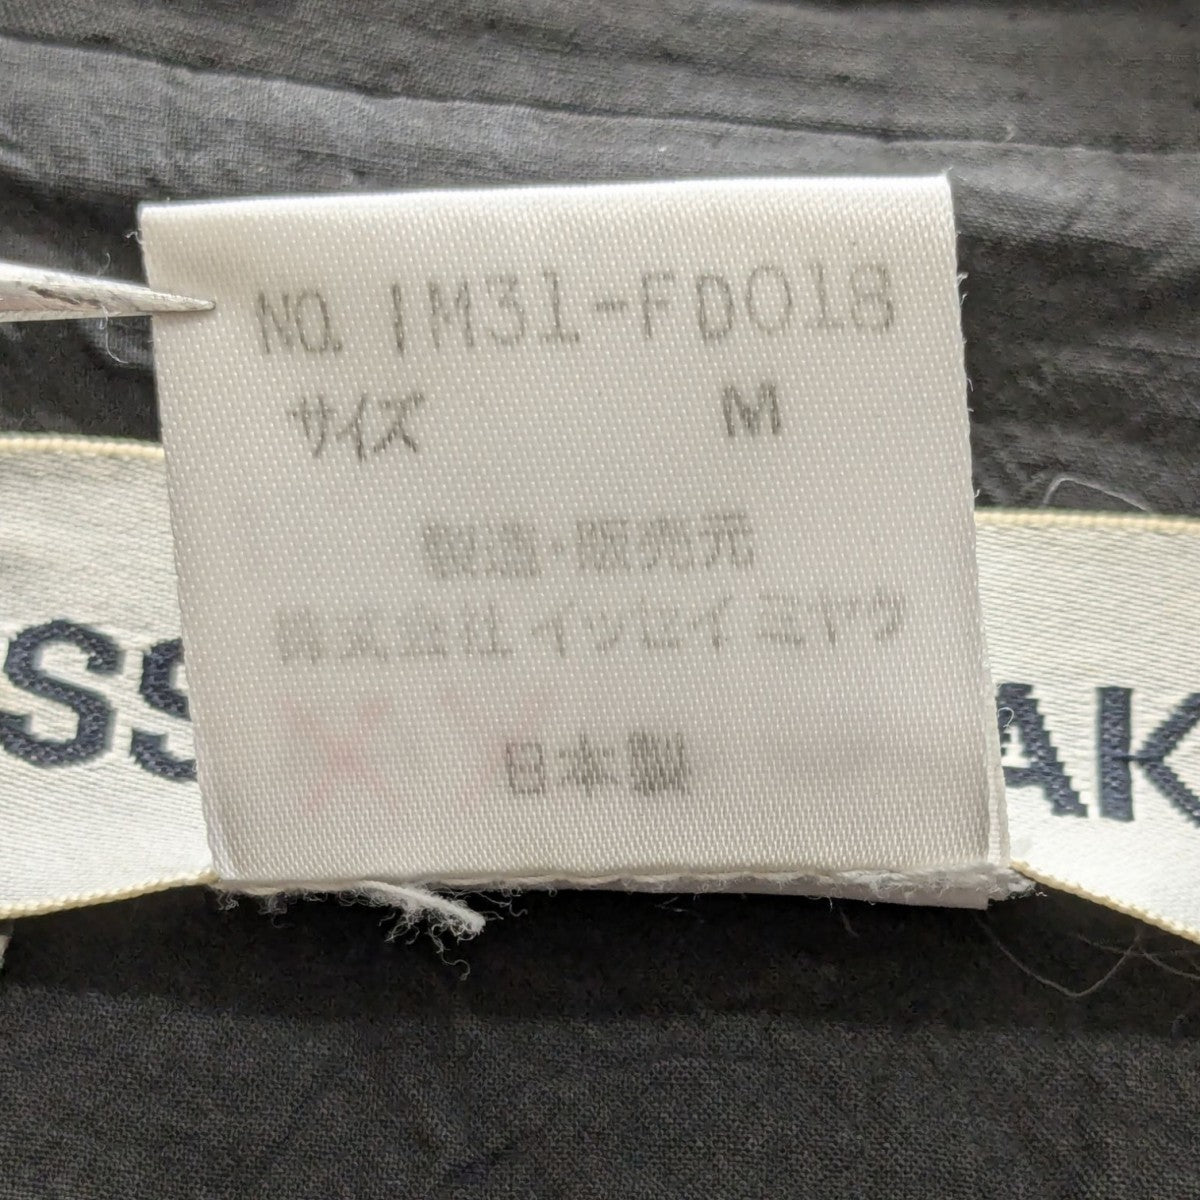 NO. IM31-FD018
サイズ M
製造・販売元
株式会社イッセイミヤケ
日本製
SS
AK